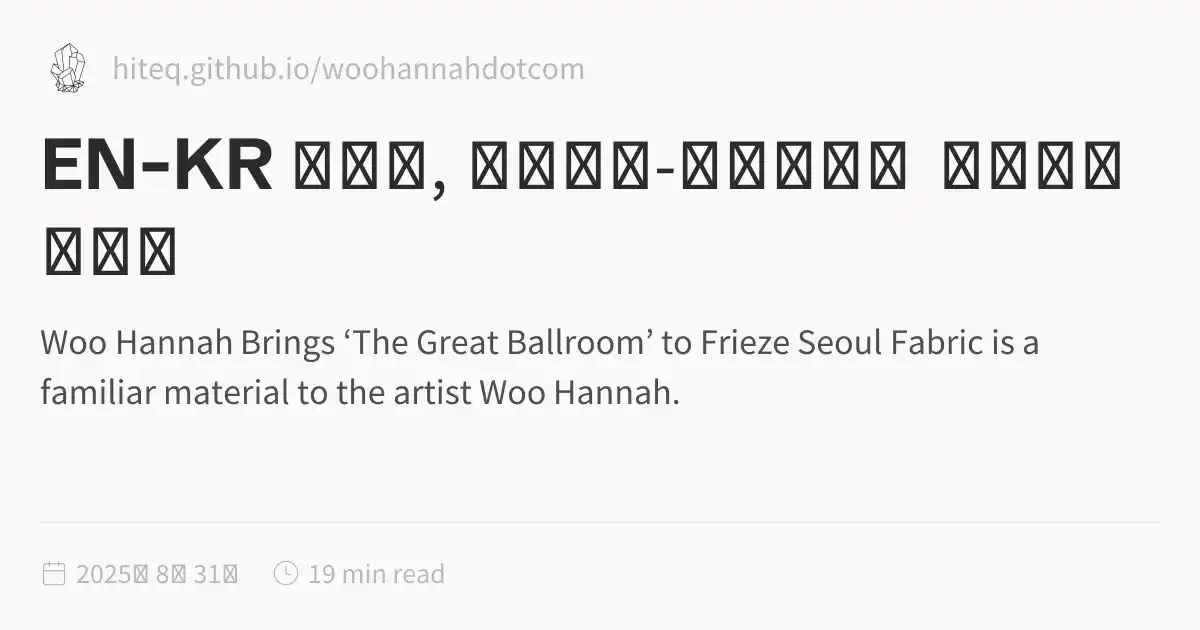 hiteq.github.io/woohannahdotcom
EN-KR
Woo Hannah Brings ‘The Great Ballroom’ to Frieze Seoul Fabric is a
familiar material to the artist Woo Hannah.
2025 8 31
19 min read